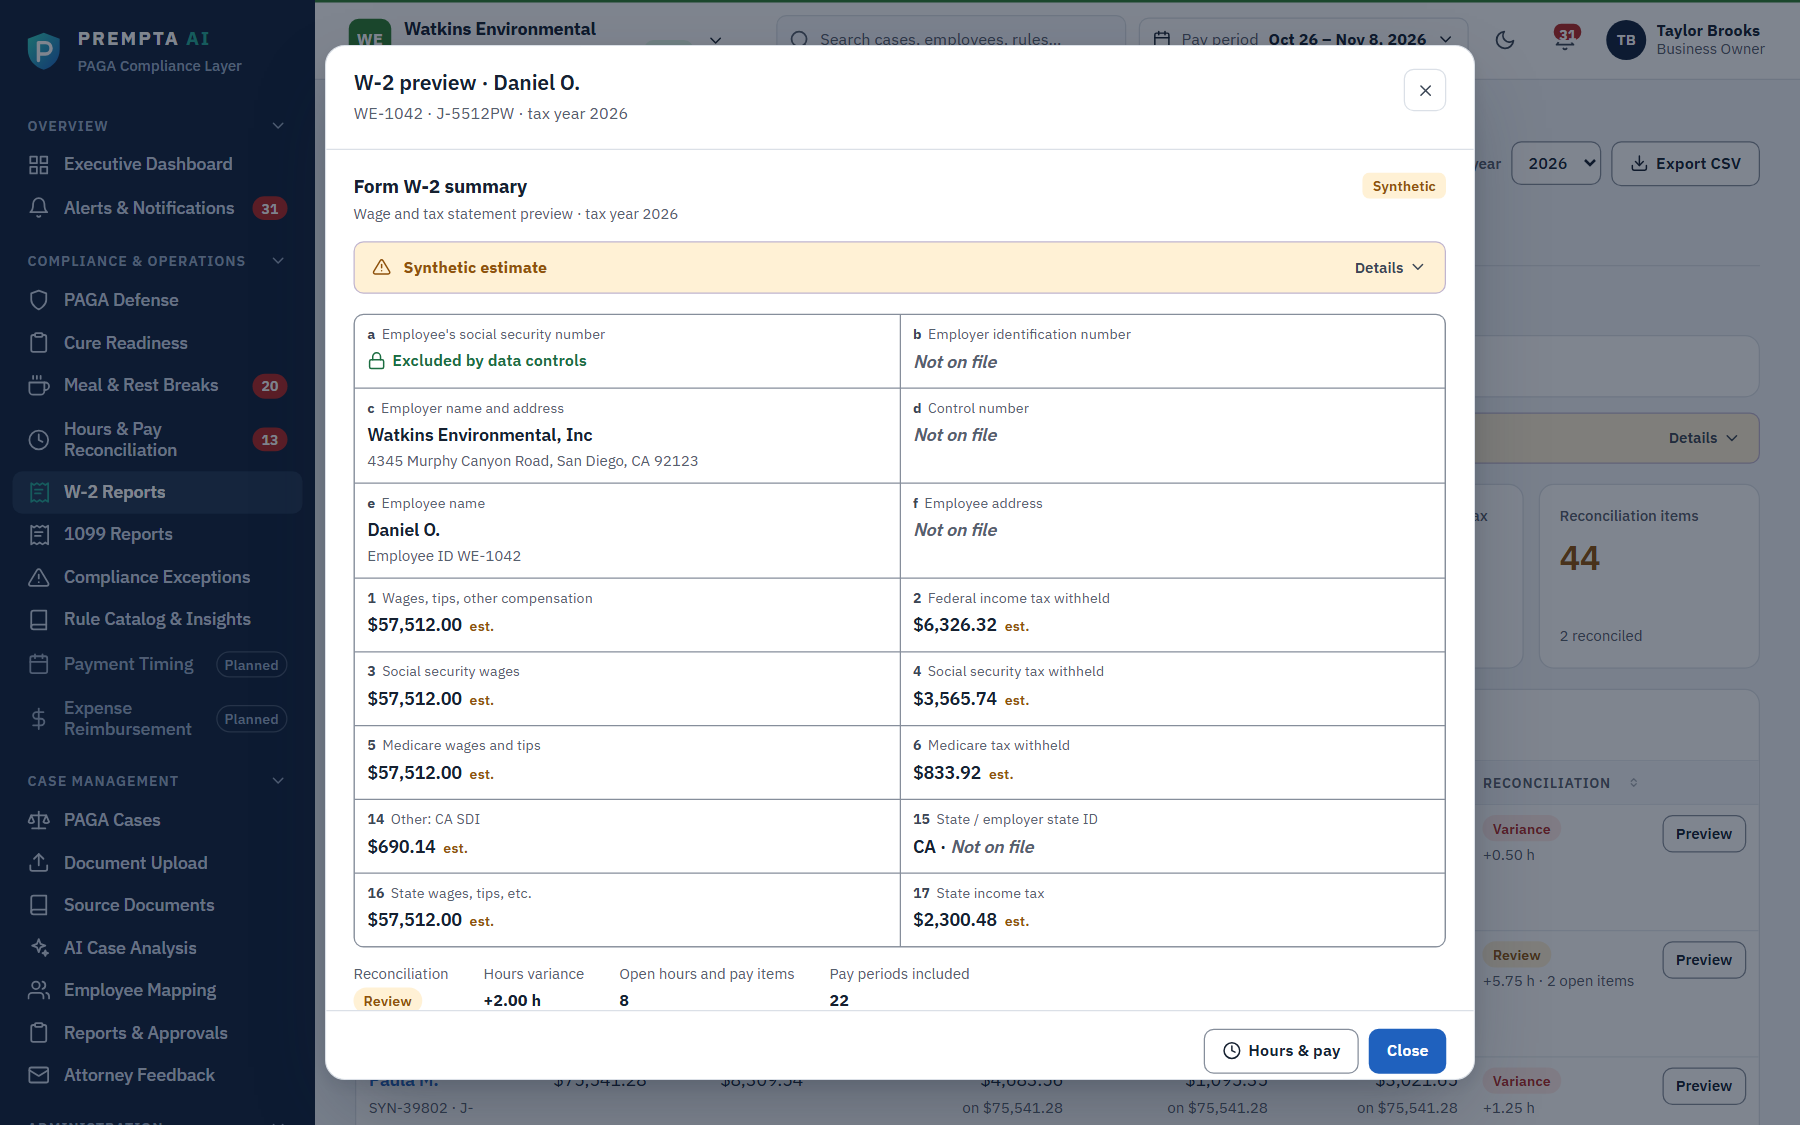 PREMPTA AI
PAGA Compliance Layer
OVERVIEW
Executive Dashboard
Alerts & Notifications 31
COMPLIANCE & OPERATIONS
PAGA Defense
Cure Readiness
Meal & Rest Breaks 20
Hours & Pay
Reconciliation 13
W-2 Reports
1099 Reports
Compliance Exceptions
Rule Catalog & Insights
Payment Timing Planned
Expense
Reimbursement Planned
CASE MANAGEMENT
PAGA Cases
Document Upload
Source Documents
AI Case Analysis
Employee Mapping
Reports & Approvals
Attorney Feedback
WE Watkins Environmental
Search cases, employees, rules...
Pay period Oct 26 – Nov 8, 2026
31
TB Taylor Brooks
Business Owner
W-2 preview · Daniel O.
WE-1042 · J-5512PW · tax year 2026
Form W-2 summary
Synthetic
Wage and tax statement preview · tax year 2026
Synthetic estimate Details
a Employee's social security number
Excluded by data controls
b Employer identification number
Not on file
c Employer name and address
Watkins Environmental, Inc
4345 Murphy Canyon Road, San Diego, CA 92123
d Control number
Not on file
e Employee name
Daniel O.
Employee ID WE-1042
f Employee address
Not on file
1 Wages, tips, other compensation
$57,512.00 est.
2 Federal income tax withheld
$6,326.32 est.
3 Social security wages
$57,512.00 est.
4 Social security tax withheld
$3,565.74 est.
5 Medicare wages and tips
$57,512.00 est.
6 Medicare tax withheld
$833.92 est.
14 Other: CA SDI
$690.14 est.
15 State / employer state ID
CA · Not on file
16 State wages, tips, etc.
$57,512.00 est.
17 State income tax
$2,300.48 est.
Reconciliation
Review
Hours variance
+2.00 h
Open hours and pay items
8
Pay periods included
22
Hours & pay
Close
year 2026 Export CSV
Details
Reconciliation items
44
2 reconciled
RECONCILIATION
Variance
+0.50 h
Preview
Review
+5.75 h · 2 open items
Preview
Paula M. $75,541.28
SYN-39802 · J-
on $75,541.28
on $75,541.28
on $75,541.28
Variance
+1.25 h
Preview